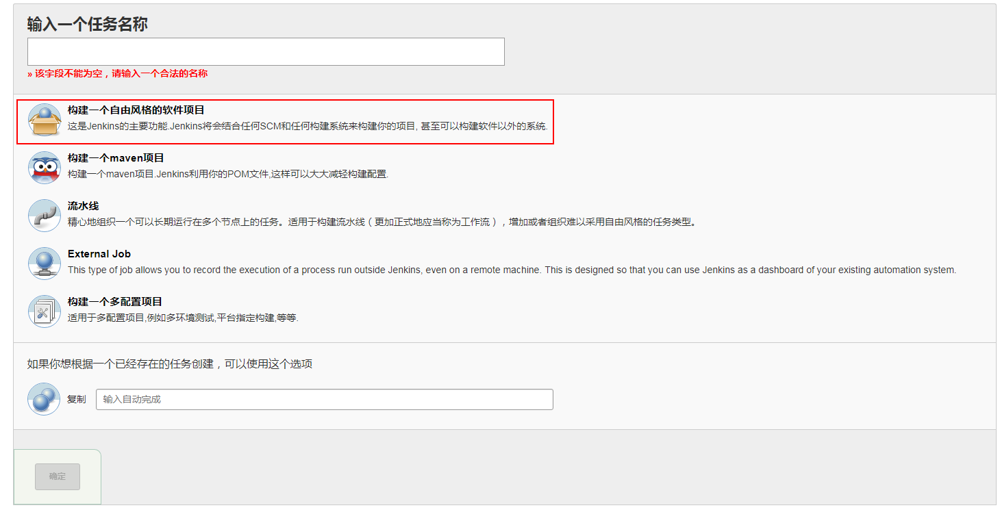 输入一个任务名称
» 该字段不能为空，请输入一个合法的名称
构建一个自由风格的软件项目
这是Jenkins的主要功能.Jenkins将会结合任何SCM和任何构建系统来构建你的项目, 甚至可以构建软件以外的系统.
构建一个maven项目
构建一个maven项目.Jenkins利用你的POM文件,这样可以大大减轻构建配置.
流水线
精心地组织一个可以长期运行在多个节点上的任务。适用于构建流水线（更加正式地应当称为工作流），增加或者组织难以采用自由风格的任务类型。
External Job
This type of job allows you to record the execution of a process run outside Jenkins, even on a remote machine. This is designed so that you can use Jenkins as a dashboard of your existing automation system.
构建一个多配置项目
适用于多配置项目,例如多环境测试,平台指定构建,等等.
如果你想根据一个已经存在的任务创建，可以使用这个选项
复制 输入自动完成
确定